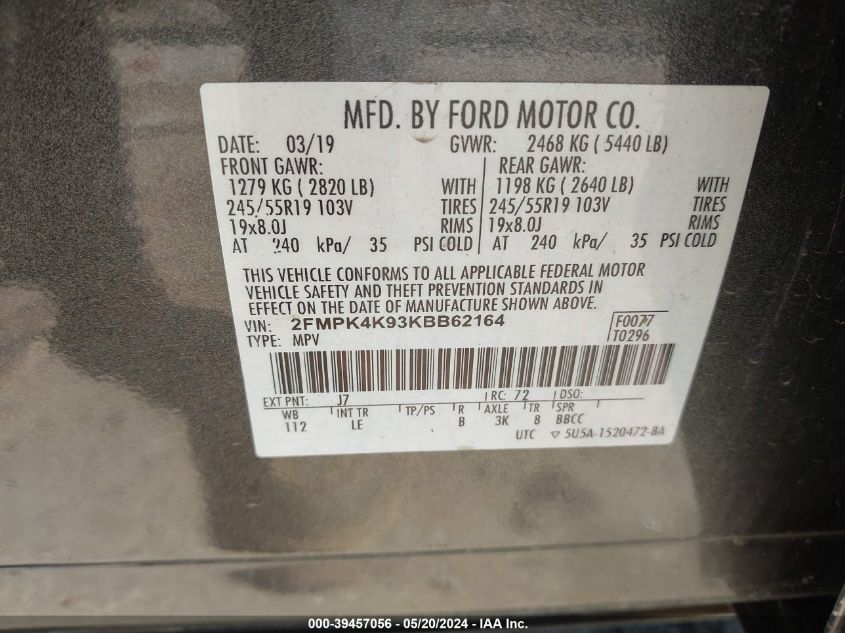 MFD. BY FORD MOTOR CO.
DATE: 03/19 GVWR: 2468 KG ( 5440 LB)
FRONT GAWR: REAR GAWR:
1279 KG ( 2820 LB) WITH 1198 KG ( 2640 LB) WITH
245/55R19 103V TIRES 245/55R19 103V TIRES
19x8.0J RIMS 19x8.0J RIMS
AT 240 kPa/ 35 PSI COLD AT 240 kPa/ 35 PSI COLD
THIS VEHICLE CONFORMS TO ALL APPLICABLE FEDERAL MOTOR
VEHICLE SAFETY AND THEFT PREVENTION STANDARDS IN
EFFECT ON THE DATE OF MANUFACTURE SHOWN ABOVE.
VIN: 2FMPK4K93KBB62164 F0077
TYPE: MPV T0296
EXT PNT: J7 RC: 72 DSO:
WB INT TR TP/PS R AXLE TR SPR
112 LE B 3K 8 BBCC
UTC ▽ 5U5A-1520472-BA
000-39457056 - 05/20/2024 - IAA Inc.